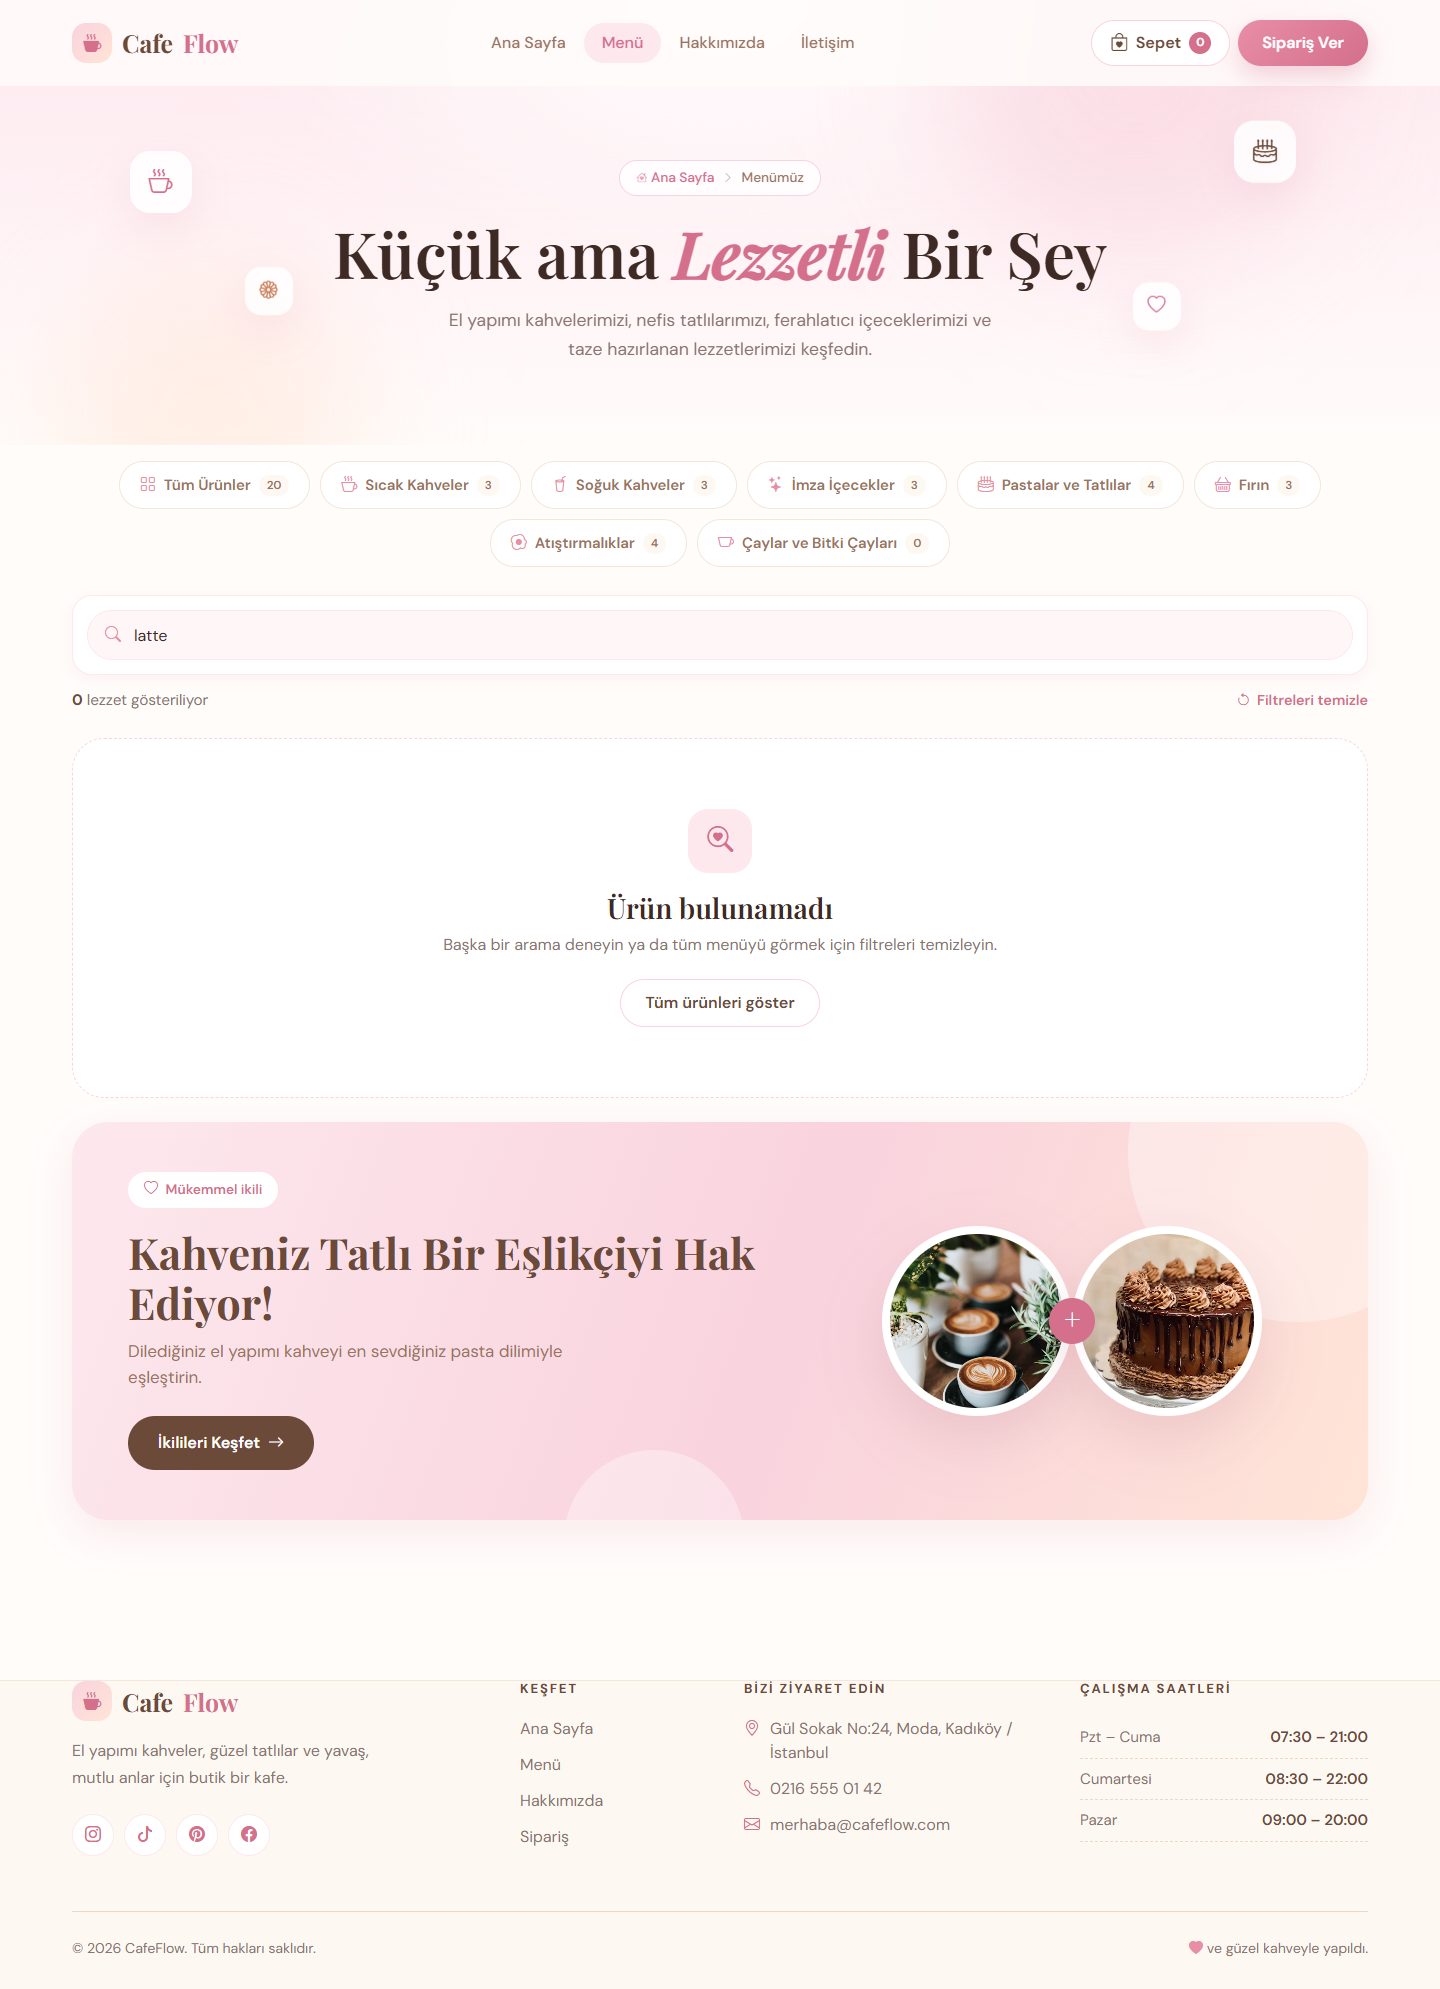 Cafe Flow
Ana Sayfa
Menü
Hakkımızda
İletişim
Sepet 0
Sipariş Ver
Ana Sayfa > Menümüz
Küçük ama Lezzetli Bir Şey
El yapımı kahvelerimizi, nefis tatlılarımızı, ferahlatıcı içeceklerimizi ve
taze hazırlanan lezzetlerimizi keşfedin.
Tüm Ürünler 20
Sıcak Kahveler 3
Soğuk Kahveler 3
İmza İçecekler 3
Pastalar ve Tatlılar 4
Fırın 3
Atıştırmalıklar 4
Çaylar ve Bitki Çayları 0
latte
0 lezzet gösteriliyor
Filtreleri temizle
Ürün bulunamadı
Başka bir arama deneyin ya da tüm menüyü görmek için filtreleri temizleyin.
Tüm ürünleri göster
Mükemmel ikili
Kahveniz Tatlı Bir Eşlikçiyi Hak
Ediyor!
Dilediğiniz el yapımı kahveyi en sevdiğiniz pasta dilimiyle
eşleştirin.
İkilileri Keşfet →
Cafe Flow
El yapımı kahveler, güzel tatlılar ve yavaş,
mutlu anlar için butik bir kafe.
KEŞFET
Ana Sayfa
Menü
Hakkımızda
Sipariş
BİZİ ZİYARET EDİN
Gül Sokak No:24, Moda, Kadıköy /
İstanbul
0216 555 01 42
merhaba@cafeflow.com
ÇALIŞMA SAATLERİ
Pzt – Cuma 07:30 – 21:00
Cumartesi 08:30 – 22:00
Pazar 09:00 – 20:00
© 2026 CafeFlow. Tüm hakları saklıdır.
ve güzel kahveyle yapıldı.